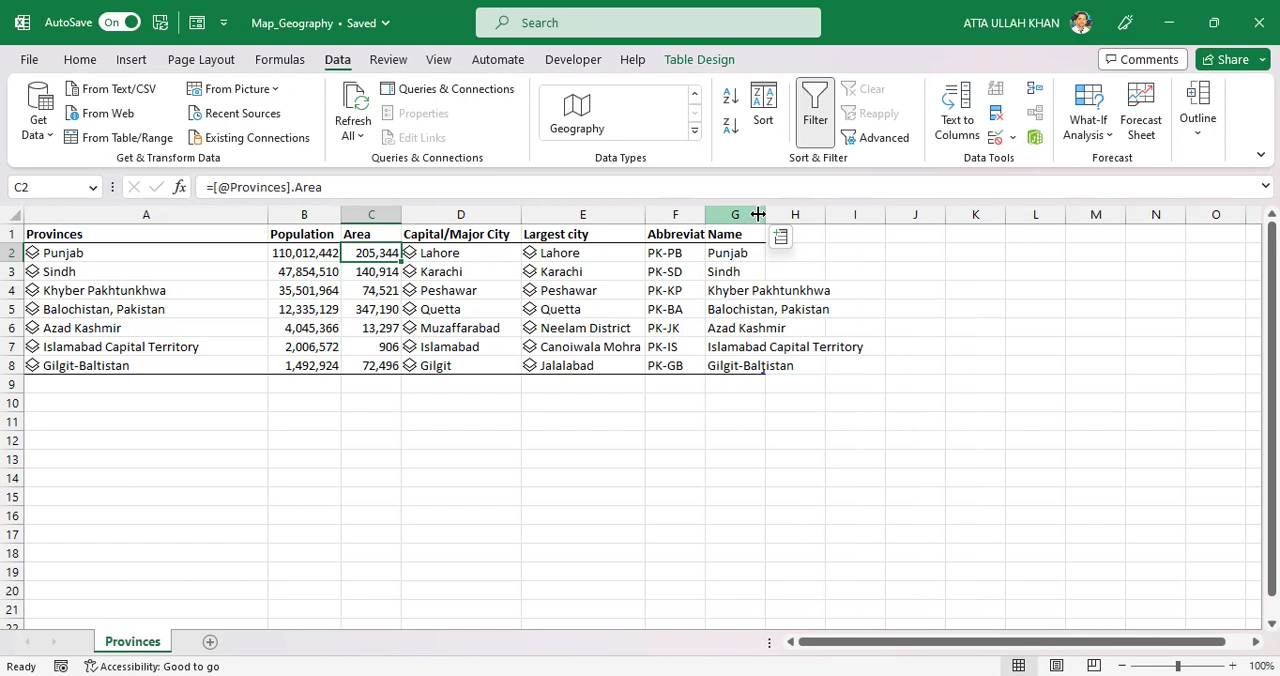 AutoSave On Map_Geography • Saved Search ATTA ULLAH KHAN
File Home Insert Page Layout Formulas Data Review View Automate Developer Help Table Design Comments Share
Get Data From Text/CSV From Picture Refresh All Queries & Connections Geography Sort Filter Clear Text to Columns What-If Analysis Forecast Sheet Outline
From Web Recent Sources Properties Reapply
From Table/Range Existing Connections Edit Links Advanced
Get & Transform Data Queries & Connections Data Types Sort & Filter Data Tools Forecast
C2 fx =[@Provinces].Area
A B C D E F G H I J K L M N O
1 Provinces Population Area Capital/Major City Largest city Abbreviat Name
2 Punjab 110,012,442 205,344 Lahore Lahore PK-PB Punjab
3 Sindh 47,854,510 140,914 Karachi Karachi PK-SD Sindh
4 Khyber Pakhtunkhwa 35,501,964 74,521 Peshawar Peshawar PK-KP Khyber Pakhtunkhwa
5 Balochistan, Pakistan 12,335,129 347,190 Quetta Quetta PK-BA Balochistan, Pakistan
6 Azad Kashmir 4,045,366 13,297 Muzaffarabad Neelam District PK-JK Azad Kashmir
7 Islamabad Capital Territory 2,006,572 906 Islamabad Canoiwala Mohra PK-IS Islamabad Capital Territory
8 Gilgit-Baltistan 1,492,924 72,496 Gilgit Jalalabad PK-GB Gilgit-Baltistan
9
10
11
12
13
14
15
16
17
18
19
20
21
22
Provinces
Ready Accessibility: Good to go 100%